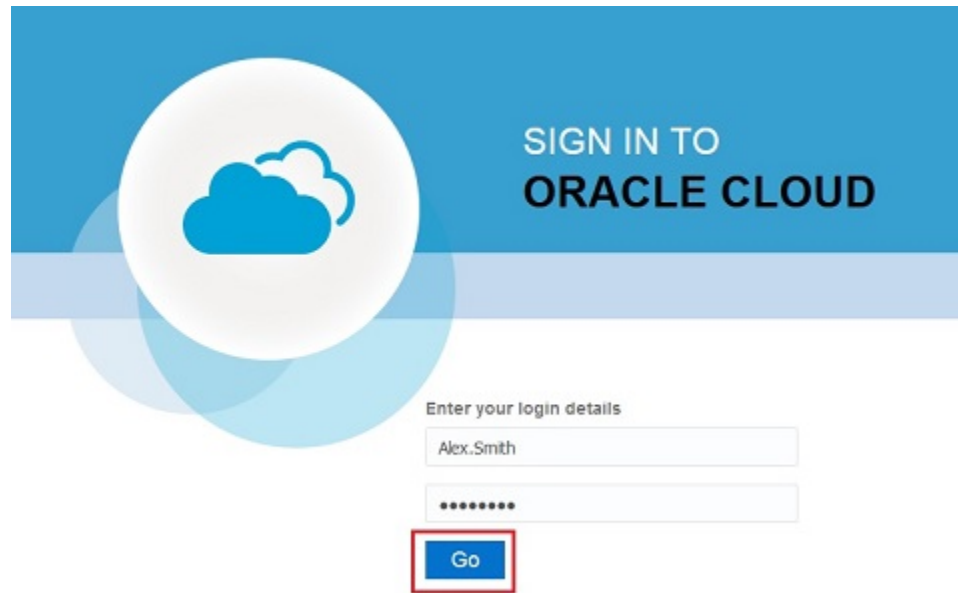 SIGN IN TO
ORACLE CLOUD
Enter your login details
Alex.Smith
••••••••
Go